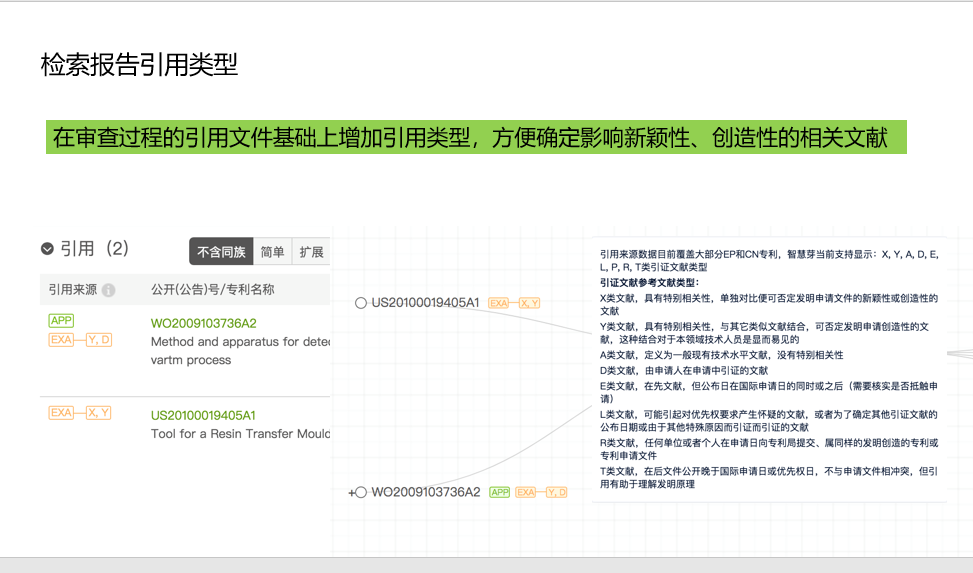 检索报告引用类型
在审查过程的引用文件基础上增加引用类型，方便确定影响新颖性、创造性的相关文献
引用 (2)
不含同族 简单 扩展
引用来源 公开(公告)号/专利名称
APP
EXA Y, D
WO2009103736A2
Method and apparatus for detec
vartm process
EXA X, Y
US20100019405A1
Tool for a Resin Transfer Mould
US20100019405A1 EXA X, Y
+ WO2009103736A2 APP EXA Y, D
引用来源数据目前覆盖大部分EP和CN专利，智慧芽当前支持显示：X, Y, A, D, E,
L, P, R, T类引证文献类型
引证文献参考文献类型：
X类文献，具有特别相关性，单独对比便可否定发明申请文件的新颖性或创造性的
文献
Y类文献，具有特别相关性，与其它类似文献结合，可否定发明申请创造性的文
献，这种结合对于本领域技术人员是显而易见的
A类文献，定义为一般现有技术水平文献，没有特别相关性
D类文献，由申请人在申请中引证的文献
E类文献，在先文献，但公布日在国际申请日的同时或之后（需要核实是否抵触申
请）
L类文献，可能引起对优先权要求产生怀疑的文献，或者为了确定其他引证文献的
公布日期或由于其他特殊原因而引证而引证的文献
R类文献，任何单位或者个人在申请日向专利局提交、属同样的发明创造的专利或
专利申请文件
T类文献，在后文件公开晚于国际申请日或优先权日，不与申请文件相冲突，但引
用有助于理解发明原理